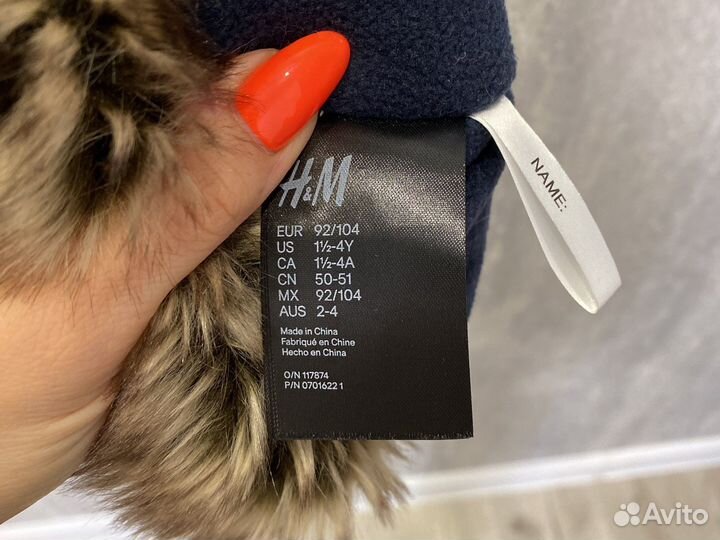 H&M
EUR 92/104
US 1½-4Y
CA 1½-4A
CN 50-51
MX 92/104
AUS 2-4
Made in China
Fabriqué en Chine
Hecho en China
O/N 117874
P/N 0701622 1
NAME:
Avito